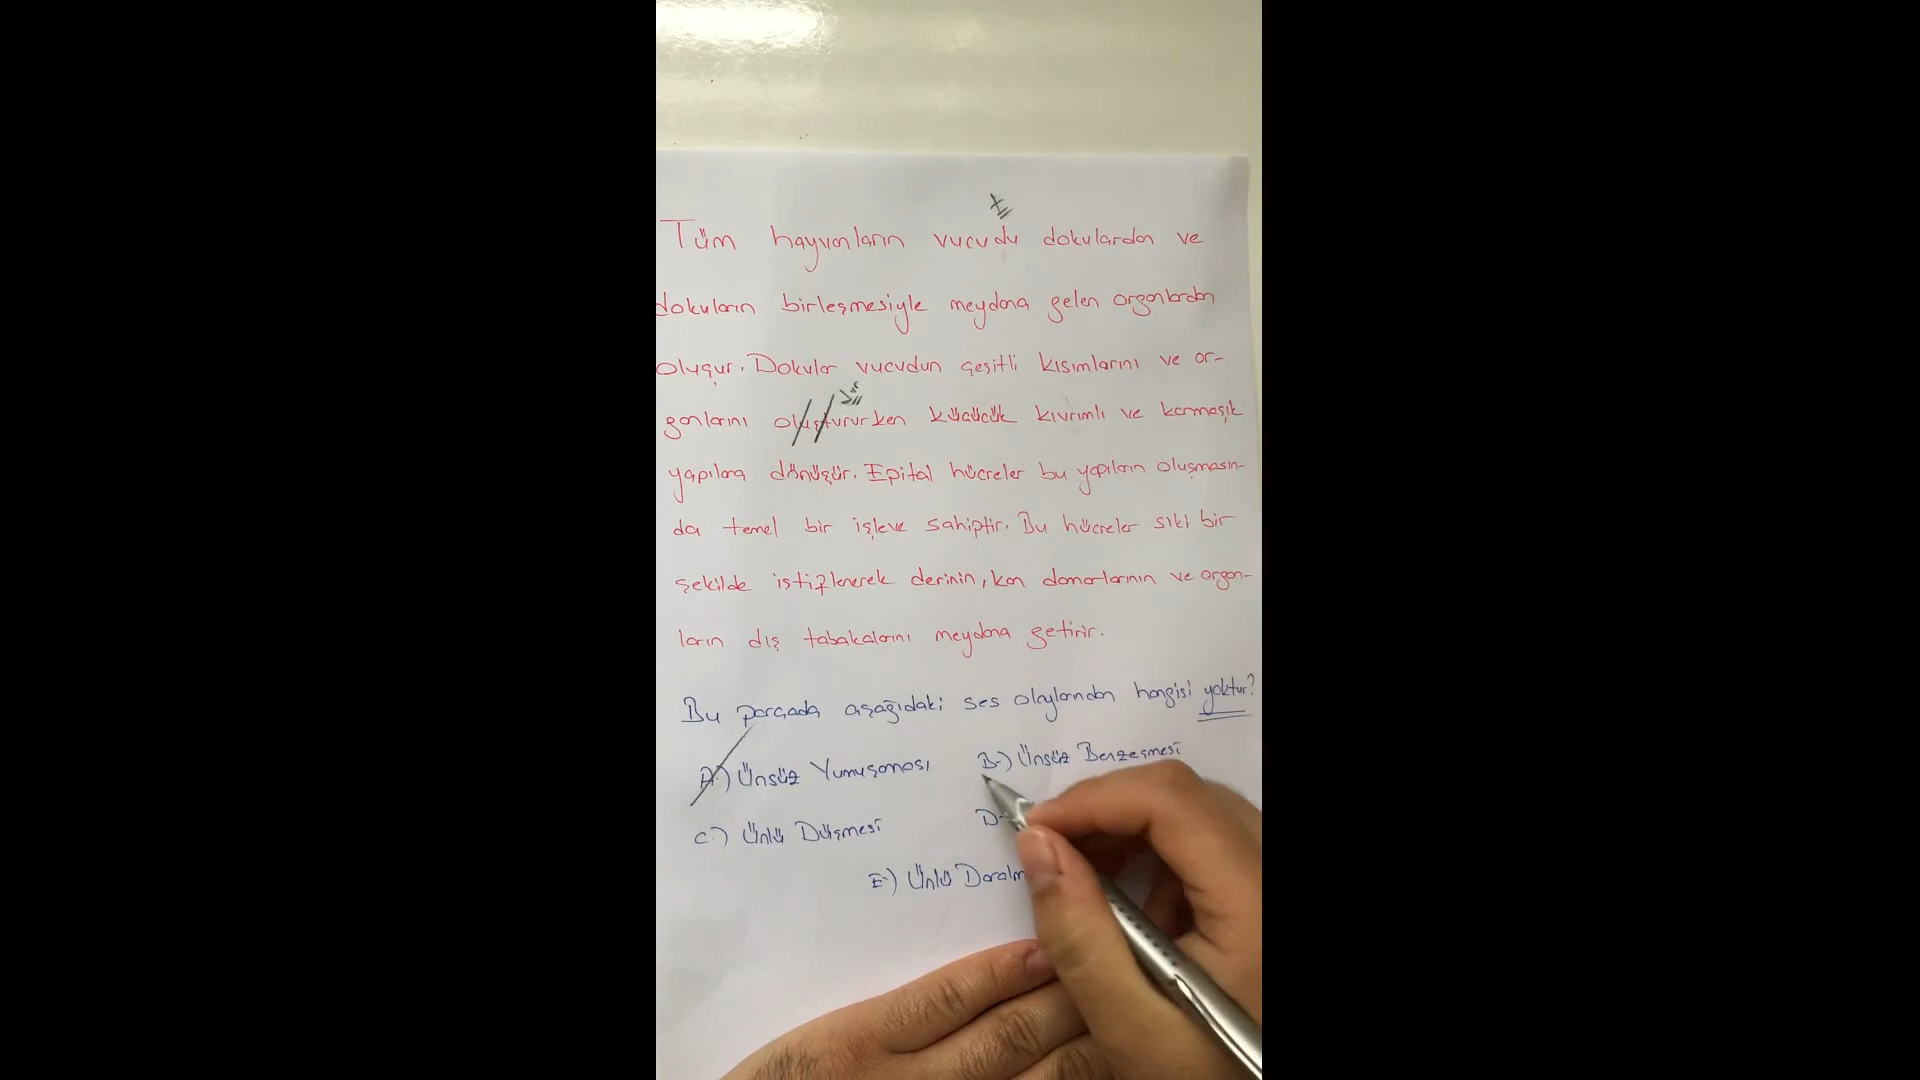 t
Tüm hayvanların vucudu dokulardan ve
dokuların birleşmesiyle meydana gelen organlardan
oluşur. Dokular vucudun çeşitli kısımlarını ve or-
ganlarını oluştururken küçücük kıvrımlı ve karmaşık
yapılara dönüşür. Epital hücreler bu yapıların oluşmasın-
da temel bir işleve sahiptir. Bu hücreler sıkı bir
şekilde istiflenerek derinin, kan damarlarının ve organ-
ların dış tabakalarını meydana getirir.
Bu parçada aşağıdaki ses olaylarından hangisi yoktur?
A-) Ünsüz Yumuşaması B-) Ünsüz Benzeşmesi
C-) Ünlü Düşmesi D-
E-) Ünlü Daralm